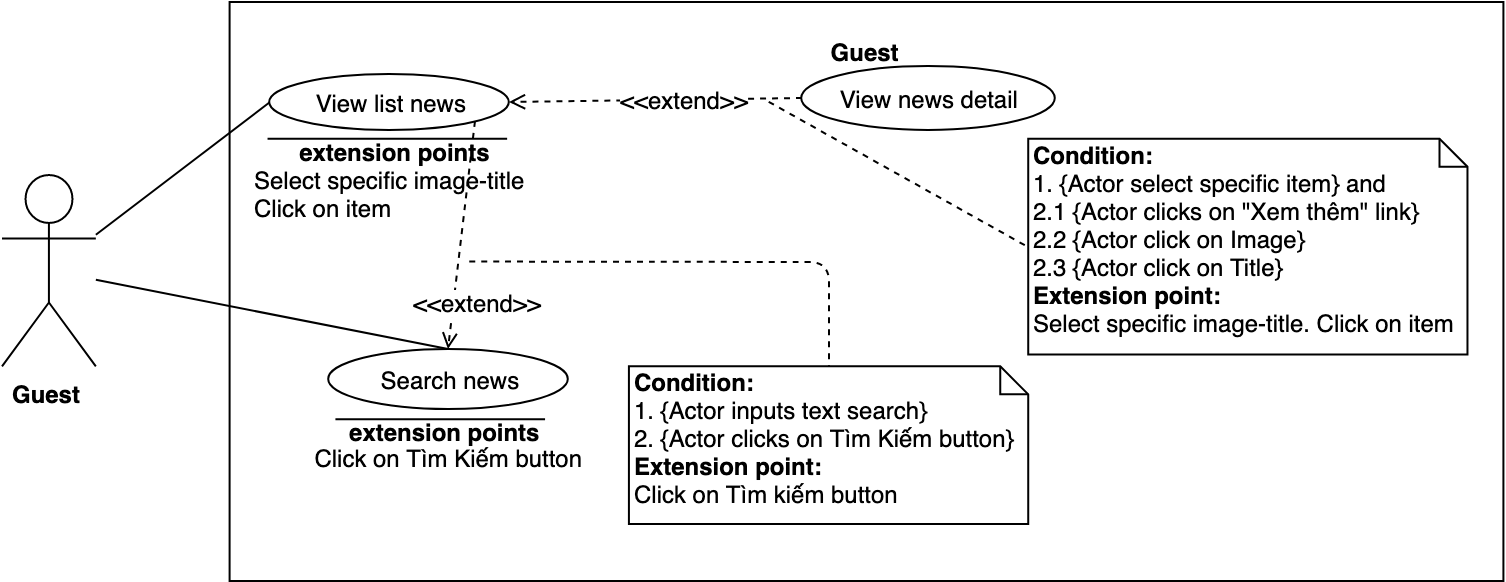 Guest
View list news
<<extend>>
View news detail
extension points
Select specific image-title
Click on item
Condition:
1. {Actor select specific item} and
2.1 {Actor clicks on "Xem thêm" link}
2.2 {Actor click on Image}
2.3 {Actor click on Title}
Extension point:
Select specific image-title. Click on item
<<extend>>
Guest
Search news
extension points
Click on Tìm Kiếm button
Condition:
1. {Actor inputs text search}
2. {Actor clicks on Tìm Kiếm button}
Extension point:
Click on Tìm kiếm button